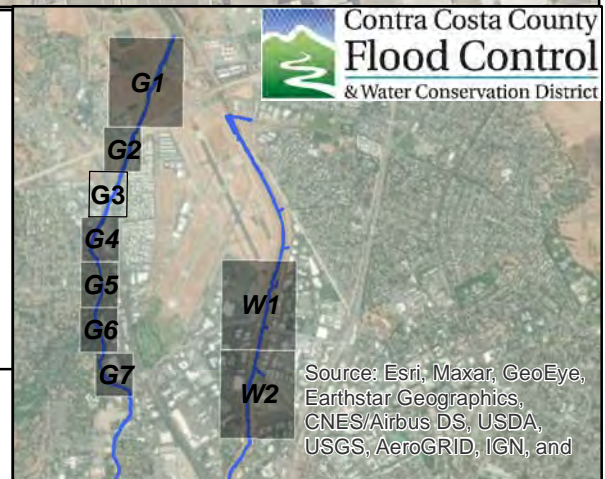 Contra Costa County
Flood Control
& Water Conservation District
G1
G2
G3
G4
G5
G6
G7
W1
W2
Source: Esri, Maxar, GeoEye,
Earthstar Geographics,
CNES/Airbus DS, USDA,
USGS, AeroGRID, IGN, and